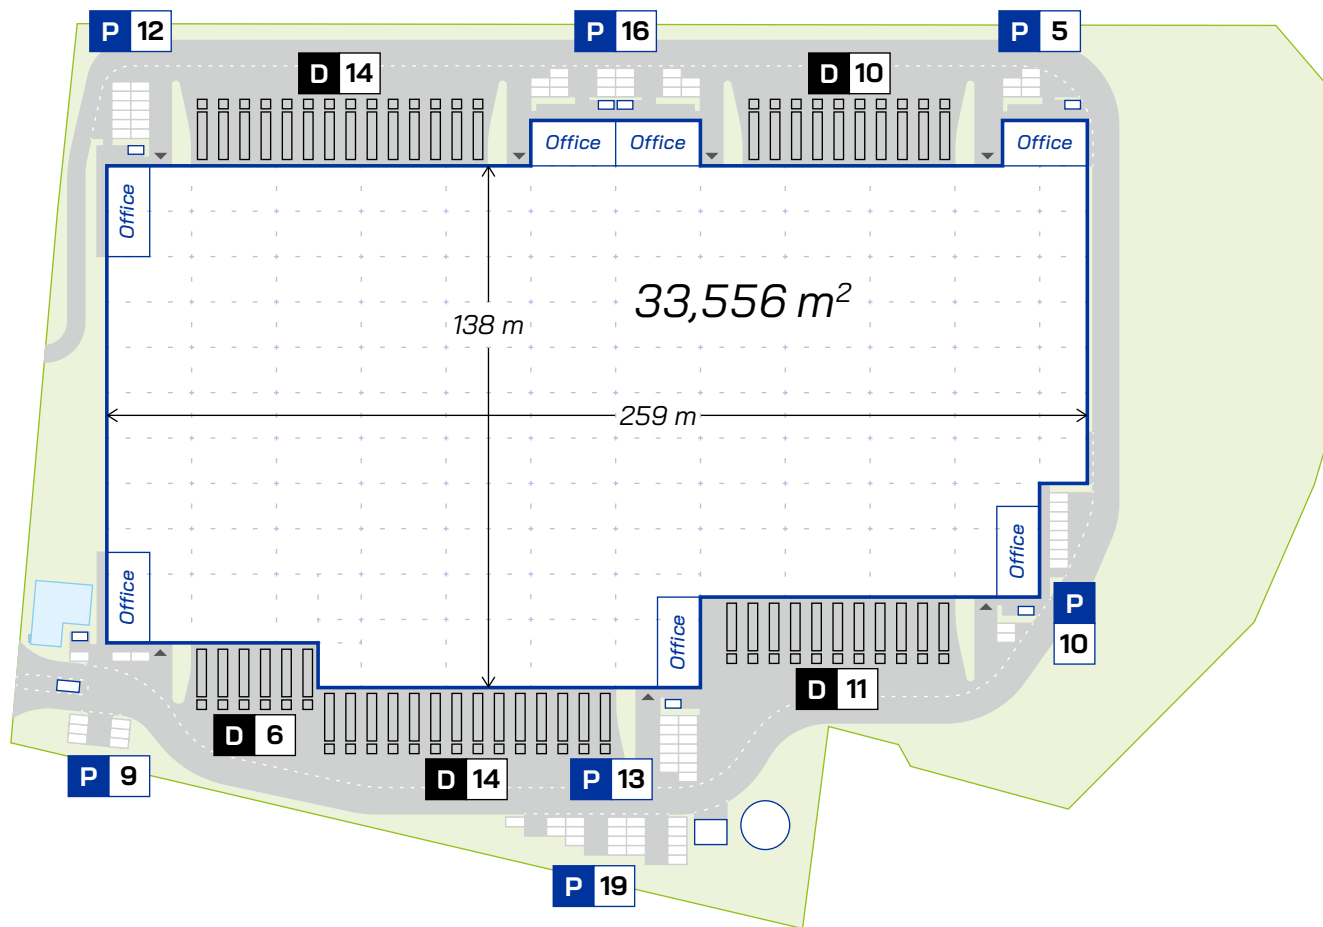 P 12
P 16
P 5
D 14
D 10
Office
Office
Office
Office
33,556 m²
138 m
259 m
Office
Office
Office
P
10
D 11
D 6
P 9
D 14
P 13
P 19